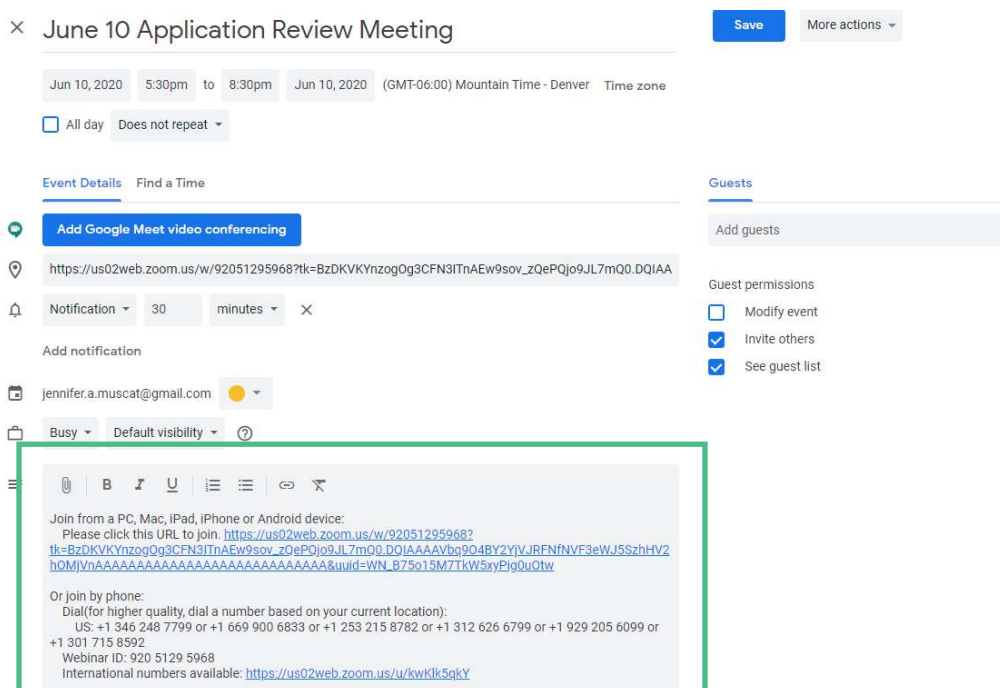 June 10 Application Review Meeting
Save
More actions
Jun 10, 2020 5:30pm to 8:30pm Jun 10, 2020 (GMT-06:00) Mountain Time - Denver Time zone
All day Does not repeat
Event Details Find a Time
Guests
Add Google Meet video conferencing
Add guests
https://us02web.zoom.us/w/92051295968?tk=BzDKVKYnzogOg3CFN3ITnAEw9sov_zQePQjo9JL7mQ0.DQIAA
Guest permissions
Notification 30 minutes
Modify event
Invite others
Add notification
See guest list
jennifer.a.muscat@gmail.com
Busy Default visibility
B I U
Join from a PC, Mac, iPad, iPhone or Android device:
Please click this URL to join. https://us02web.zoom.us/w/92051295968?
tk=BzDKVKYnzogOg3CFN3ITnAEw9sov_zQePQjo9JL7mQ0.DQIAAAAVbq9O4BY2YjVJRFNfNVF3eWJ5SzhHV2
hOMjVnAAAAAAAAAAAAAAAAAAAAAAAAAAAA&uuid=WN_B75o15M7TkW5xyPig0uOtw
Or join by phone:
Dial(for higher quality, dial a number based on your current location):
US: +1 346 248 7799 or +1 669 900 6833 or +1 253 215 8782 or +1 312 626 6799 or +1 929 205 6099 or
+1 301 715 8592
Webinar ID: 920 5129 5968
International numbers available: https://us02web.zoom.us/u/kwKlk5qkY